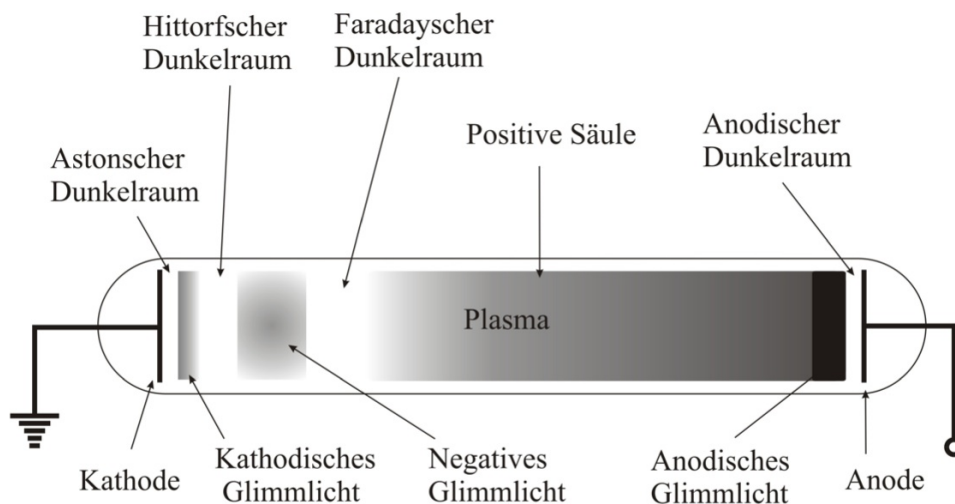 Hittorfscher
Dunkelraum
Faradayscher
Dunkelraum
Astonscher
Dunkelraum
Positive Säule
Anodischer
Dunkelraum
Plasma
Kathode
Kathodisches
Glimmlicht
Negatives
Glimmlicht
Anodisches
Glimmlicht
Anode